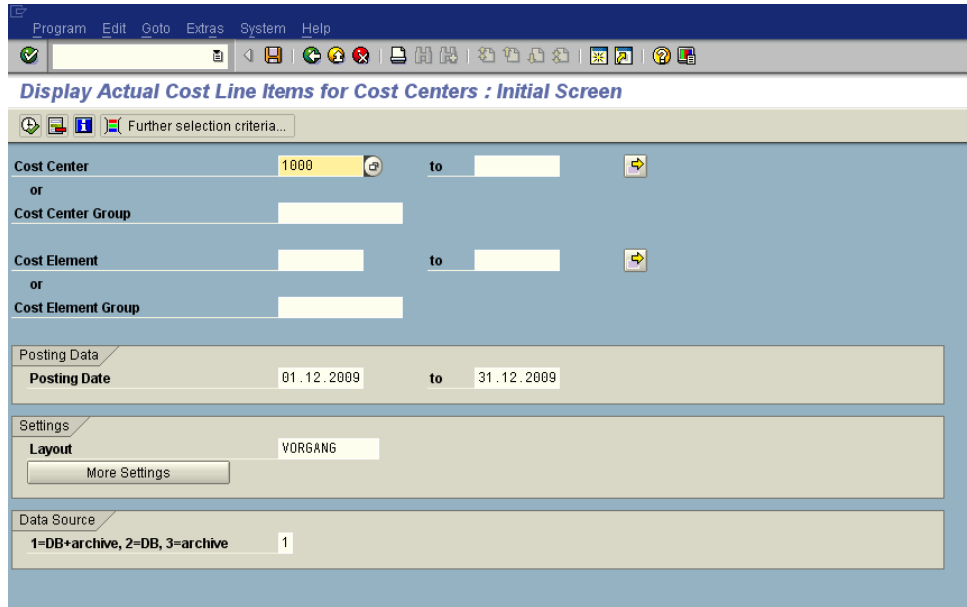 Program Edit Goto Extras System Help
Display Actual Cost Line Items for Cost Centers : Initial Screen
Further selection criteria...
Cost Center 1000 to
or
Cost Center Group
Cost Element to
or
Cost Element Group
Posting Data
Posting Date 01.12.2009 to 31.12.2009
Settings
Layout VORGANG
More Settings
Data Source
1=DB+archive, 2=DB, 3=archive 1